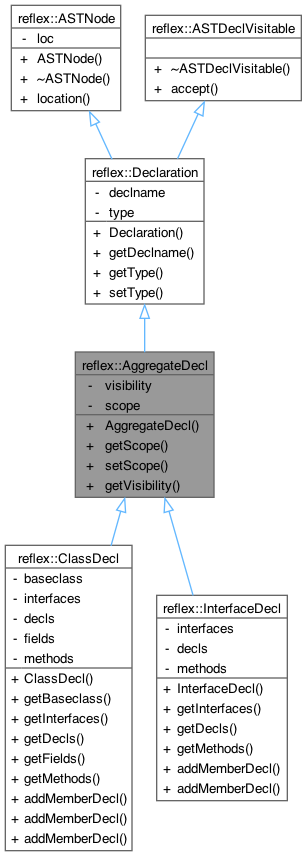 reflex::ASTNode
- loc
+ ASTNode()
+ ~ASTNode()
+ location()
reflex::ASTDeclVisitable
+ ~ASTDeclVisitable()
+ accept()
reflex::Declaration
- declname
- type
+ Declaration()
+ getDeclname()
+ getType()
+ setType()
reflex::AggregateDecl
- visibility
- scope
+ AggregateDecl()
+ getScope()
+ setScope()
+ getVisibility()
reflex::ClassDecl
- baseclass
- interfaces
- decls
- fields
- methods
+ ClassDecl()
+ getBaseclass()
+ getInterfaces()
+ getDecls()
+ getFields()
+ getMethods()
+ addMemberDecl()
+ addMemberDecl()
+ addMemberDecl()
reflex::InterfaceDecl
- interfaces
- decls
- methods
+ InterfaceDecl()
+ getInterfaces()
+ getDecls()
+ getMethods()
+ addMemberDecl()
+ addMemberDecl()